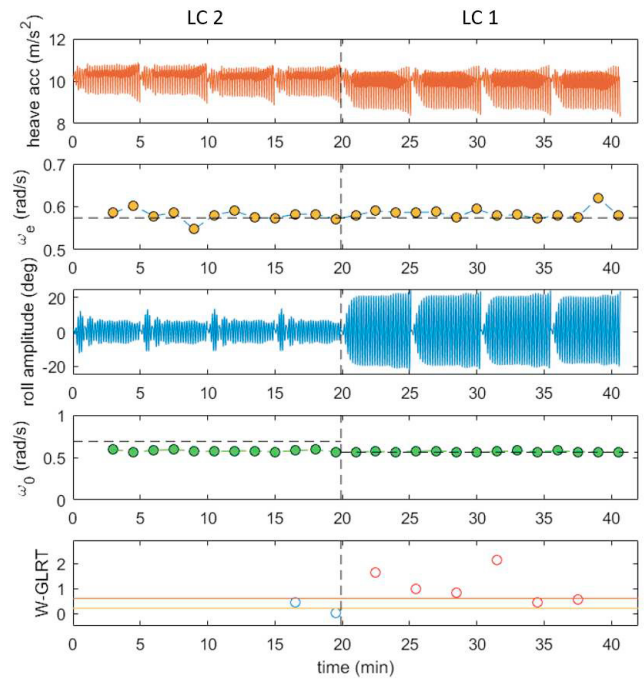 LC 2 LC 1
heave acc (m/s²)
12
10
8
0 5 10 15 20 25 30 35 40
ω_e (rad/s)
0.7
0.6
0.5
0 5 10 15 20 25 30 35 40
roll amplitude (deg)
20
0
-20
0 5 10 15 20 25 30 35 40
ω_0 (rad/s)
1
0.5
0
0 5 10 15 20 25 30 35 40
W-GLRT
2
1
0
0 5 10 15 20 25 30 35 40
time (min)